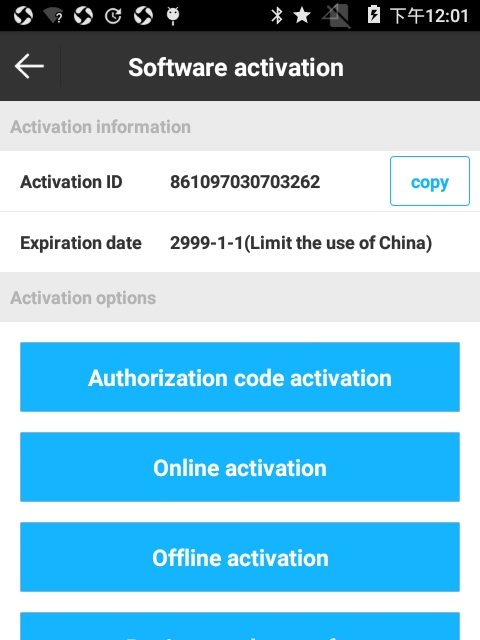 下午12:01
Software activation
Activation information
Activation ID 861097030703262 copy
Expiration date 2999-1-1(Limit the use of China)
Activation options
Authorization code activation
Online activation
Offline activation